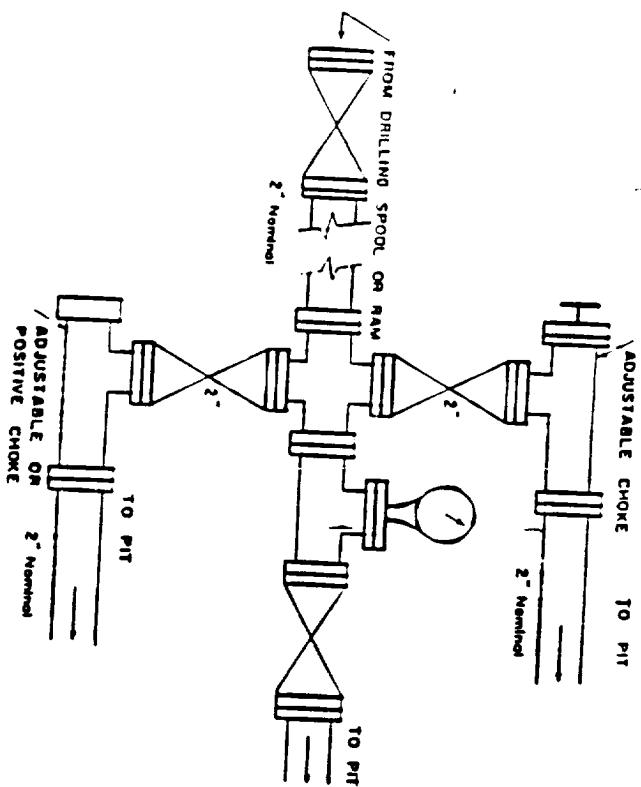 FROM DRILLING SPOOL OR RAM
2" Nominal
/ADJUSTABLE CHOKE
TO PIT
2" Nominal
2"
2"
/ADJUSTABLE OR
POSITIVE CHOKE
TO PIT
2" Nominal
TO PIT